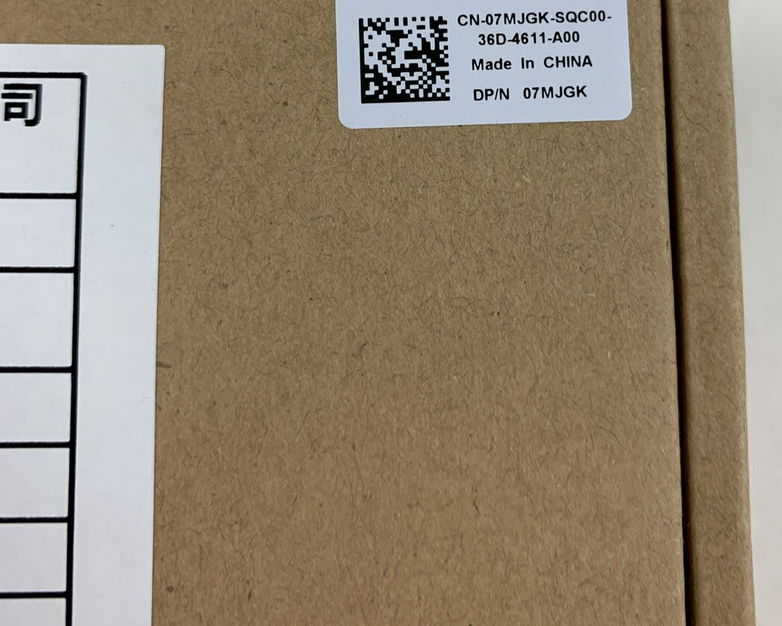 司
CN-07MJGK-SQC00-
36D-4611-A00
Made In CHINA
DP/N 07MJGK